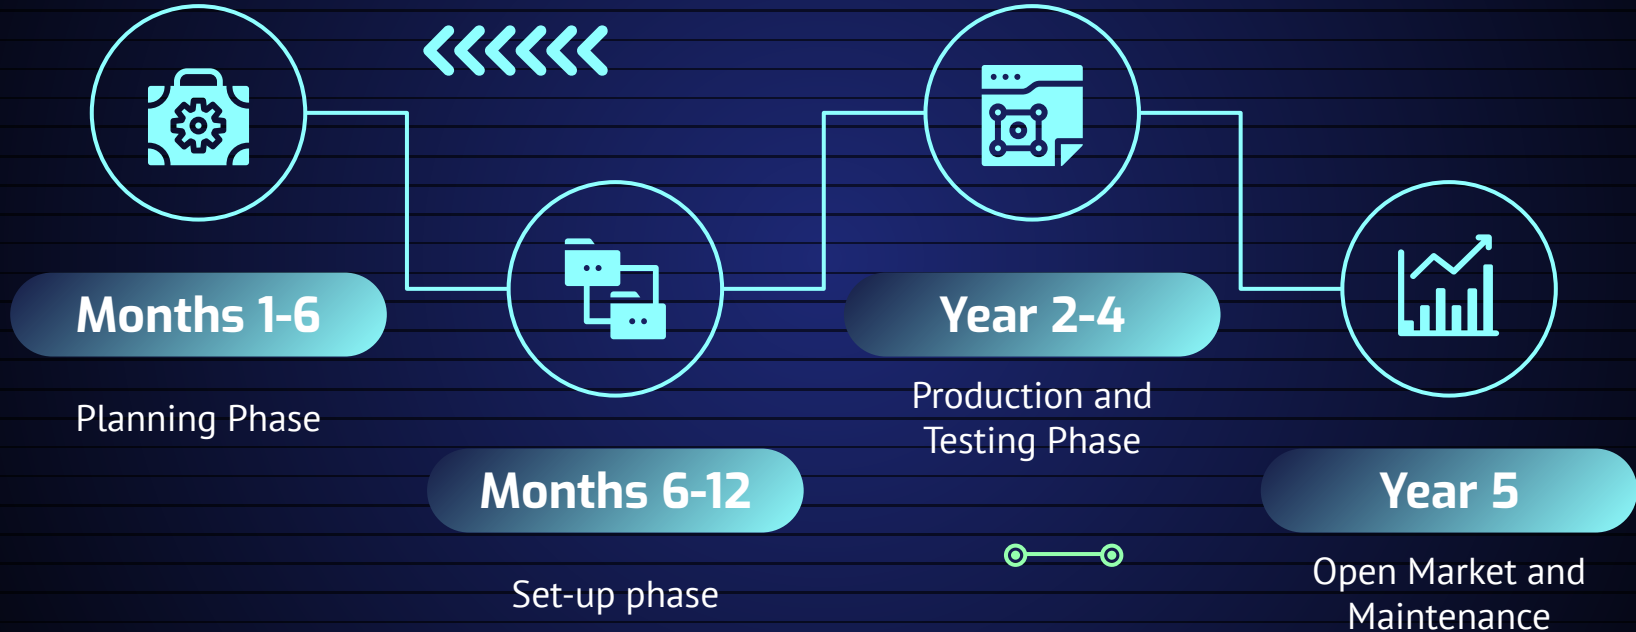 Months 1-6
Planning Phase
Months 6-12
Set-up phase
Year 2-4
Production and
Testing Phase
Year 5
Open Market and
Maintenance